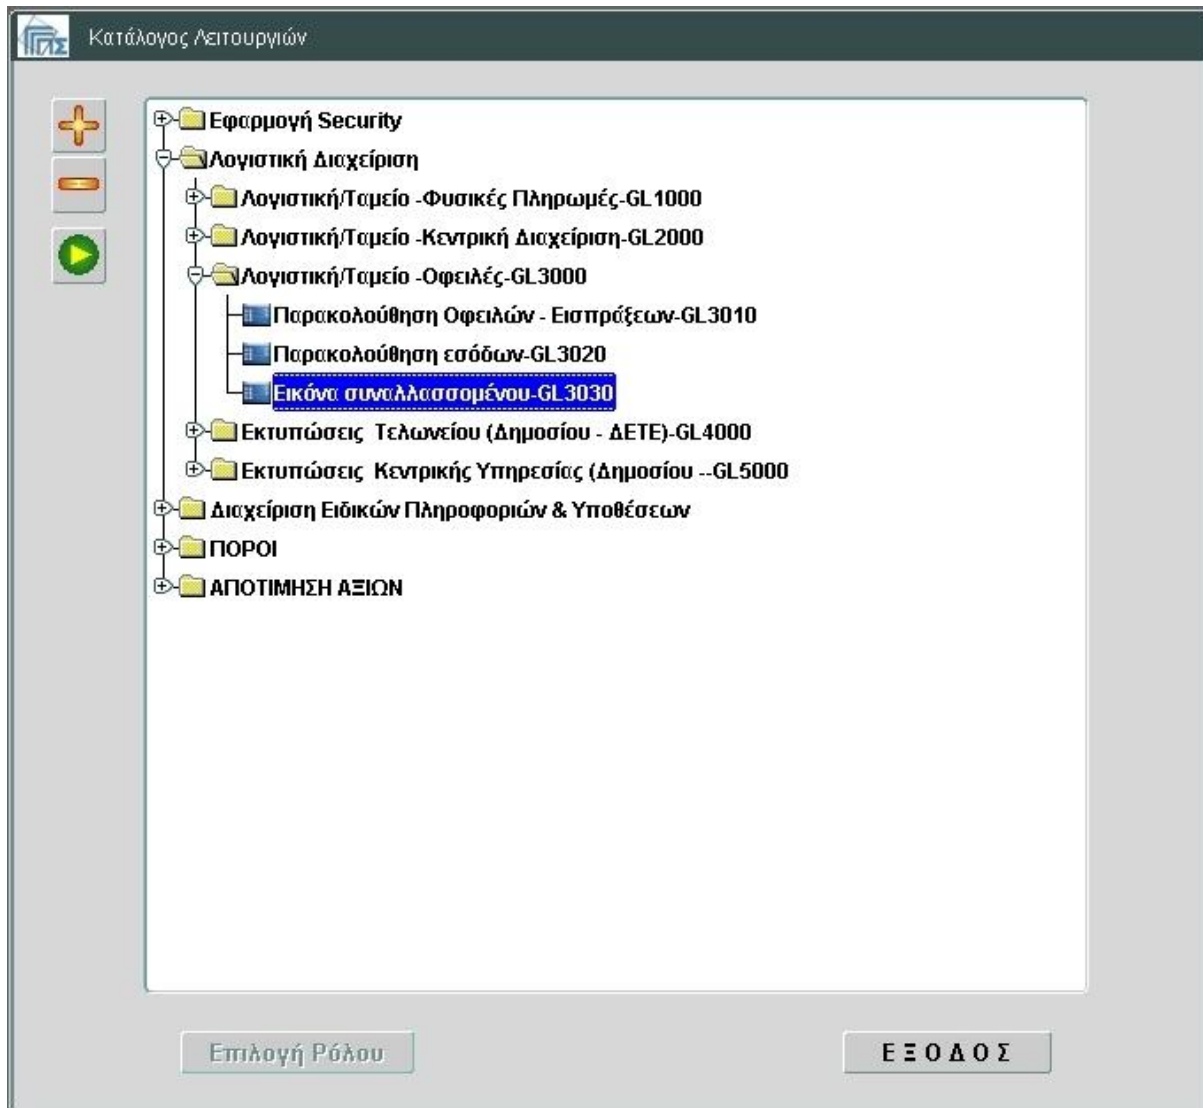 ΓΓΠΣ
Κατάλογος Λειτουργιών
Εφαρμογή Security
Λογιστική Διαχείριση
Λογιστική/Ταμείο -Φυσικές Πληρωμές-GL1000
Λογιστική/Ταμείο -Κεντρική Διαχείριση-GL2000
Λογιστική/Ταμείο -Οφειλές-GL3000
Παρακολούθηση Οφειλών - Εισπράξεων-GL3010
Παρακολούθηση εσόδων-GL3020
Εικόνα συναλλασσομένου-GL3030
Εκτυπώσεις  Τελωνείου (Δημοσίου - ΔΕΤΕ)-GL4000
Εκτυπώσεις  Κεντρικής Υπηρεσίας (Δημοσίου --GL5000
Διαχείριση Ειδικών Πληροφοριών & Υποθέσεων
ΠΟΡΟΙ
ΑΠΟΤΙΜΗΣΗ ΑΞΙΩΝ
Επιλογή Ρόλου
Ε Ξ Ο Δ Ο Σ